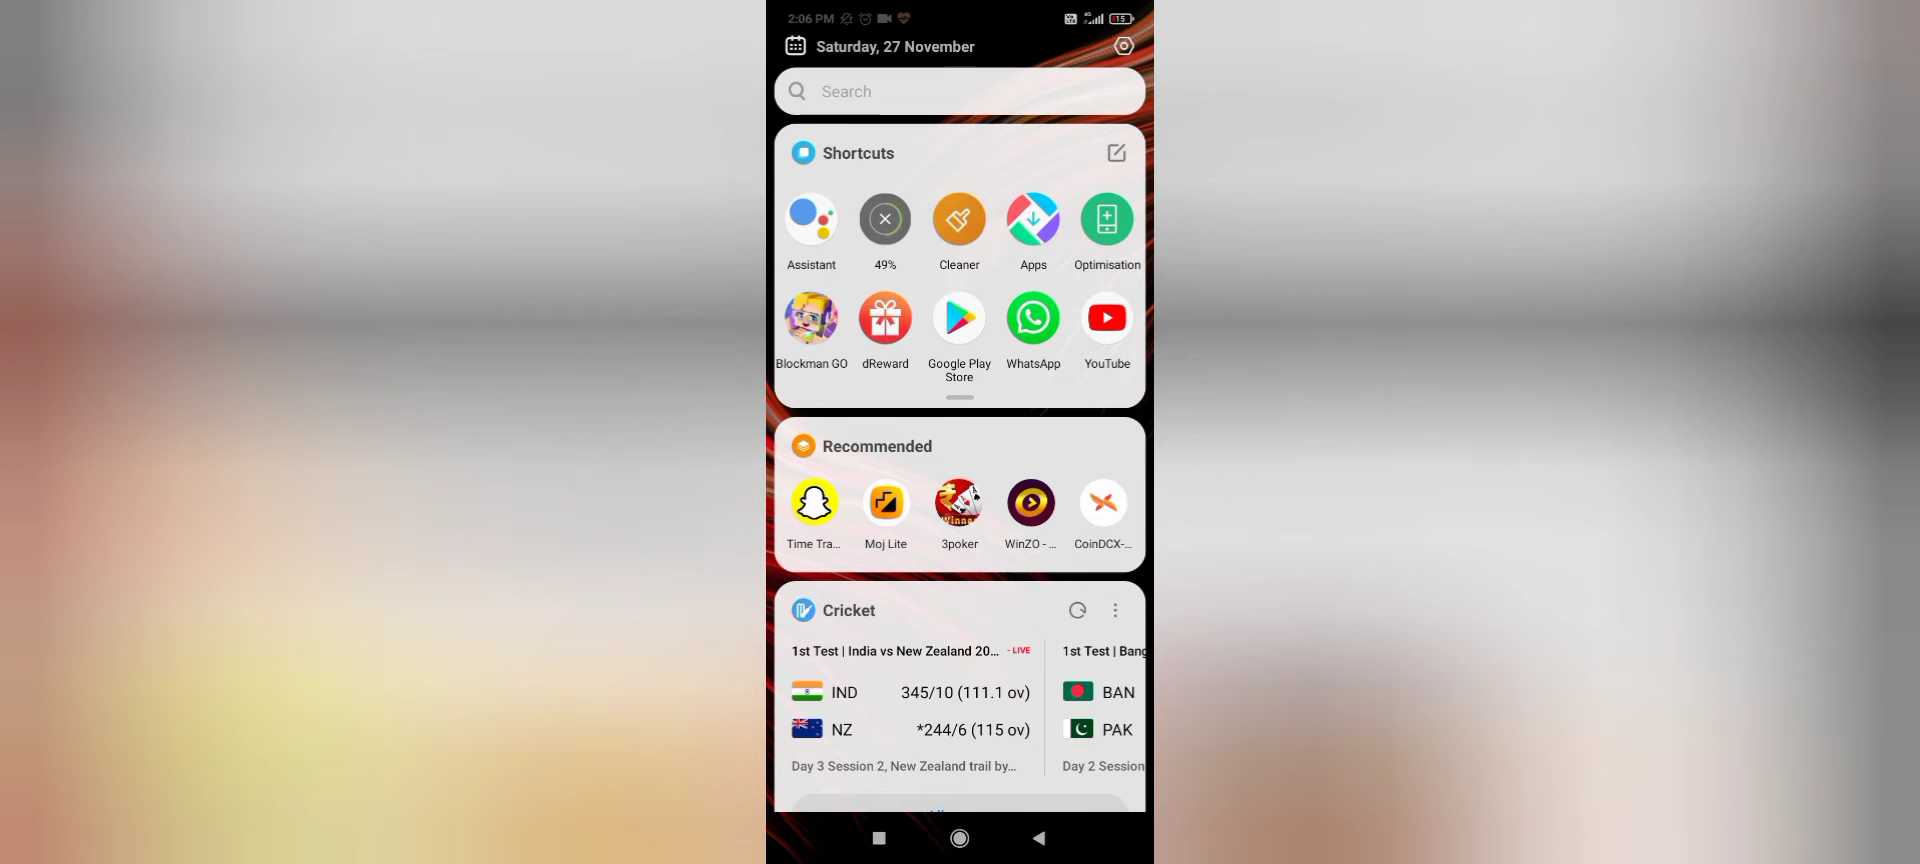 2:06 PM
4G
15
Saturday, 27 November
Search
Shortcuts
Assistant
49%
Cleaner
Apps
Optimisation
Blockman GO
dReward
Google Play
Store
WhatsApp
YouTube
Recommended
Winner
Time Tra...
Moj Lite
3poker
WinZO - ...
CoinDCX-...
Cricket
1st Test | India vs New Zealand 20... - LIVE
IND 345/10 (111.1 ov)
NZ *244/6 (115 ov)
Day 3 Session 2, New Zealand trail by...
1st Test | Bang
BAN
PAK
Day 2 Session